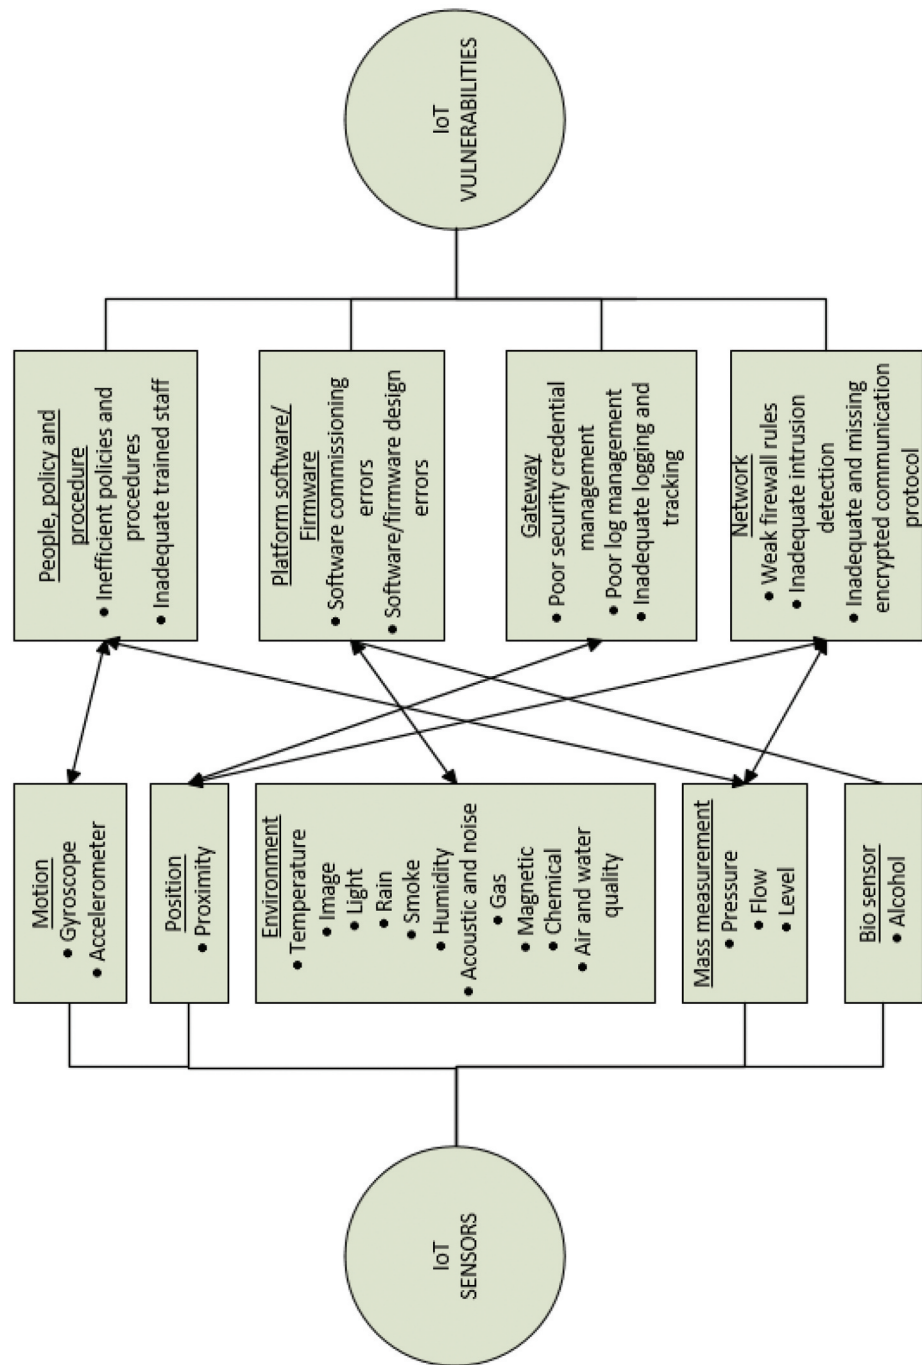 IoT
SENSORS
Motion
• Gyroscope
• Accelerometer
Position
• Proximity
Environment
• Temperature
• Image
• Light
• Rain
• Smoke
• Humidity
• Acoustic and noise
• Gas
• Magnetic
• Chemical
• Air and water
quality
Mass measurement
• Pressure
• Flow
• Level
Bio sensor
• Alcohol
People, policy and
procedure
• Inefficient policies and
procedures
• Inadequate trained staff
Platform software/
Firmware
• Software commissioning
errors
• Software/firmware design
errors
Gateway
• Poor security credential
management
• Poor log management
• Inadequate logging and
tracking
Network
• Weak firewall rules
• Inadequate intrusion
detection
• Inadequate and missing
encrypted communication
protocol
IoT
VULNERABILITIES